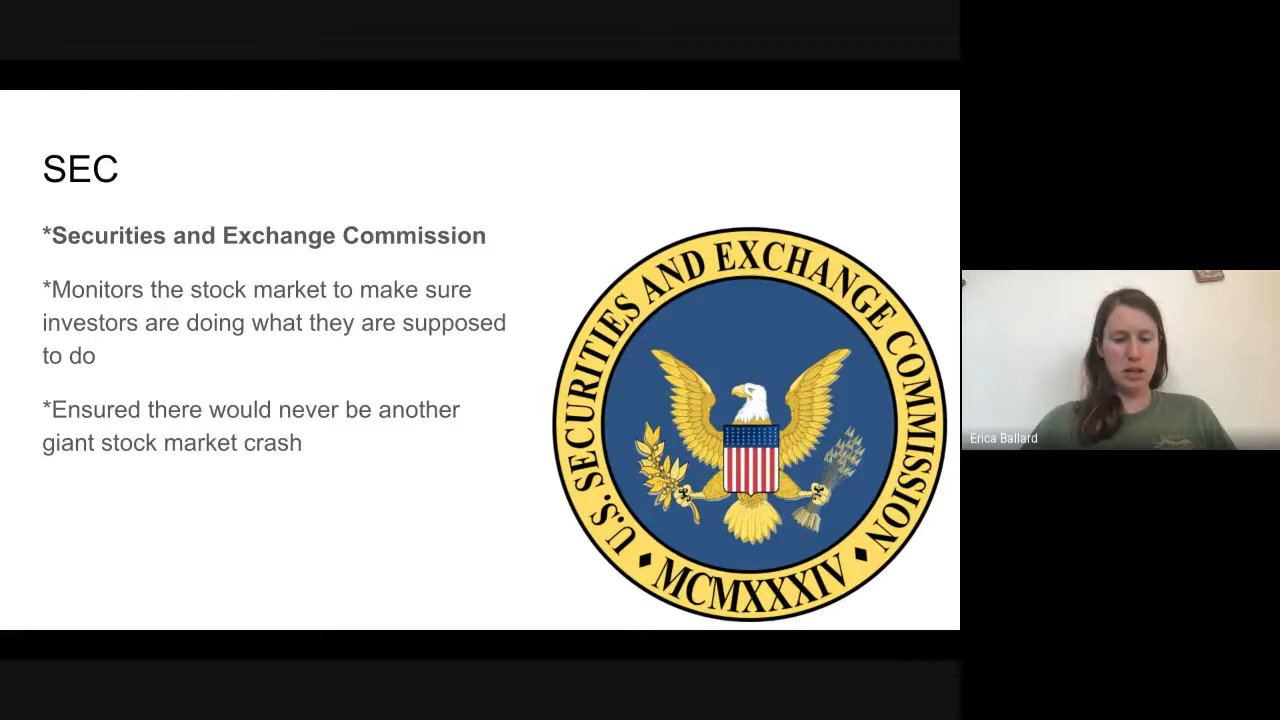 SEC
*Securities and Exchange Commission
*Monitors the stock market to make sure
investors are doing what they are supposed
to do
*Ensured there would never be another
giant stock market crash
U.S. SECURITIES AND EXCHANGE COMMISSION
MCMXXXIV
Erica Ballard